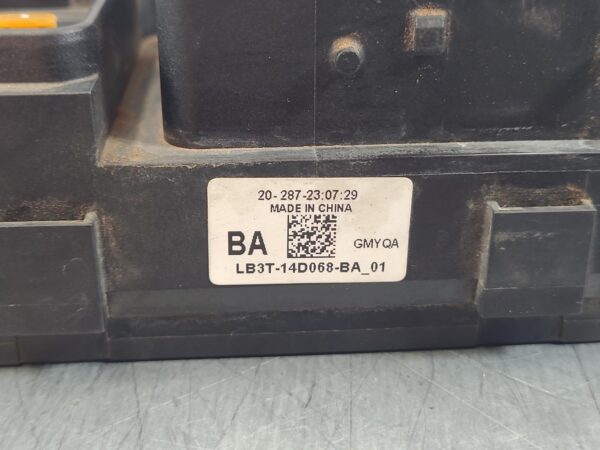 20-287-23:07:29
MADE IN CHINA
BA GMYQA
LB3T-14D068-BA_01